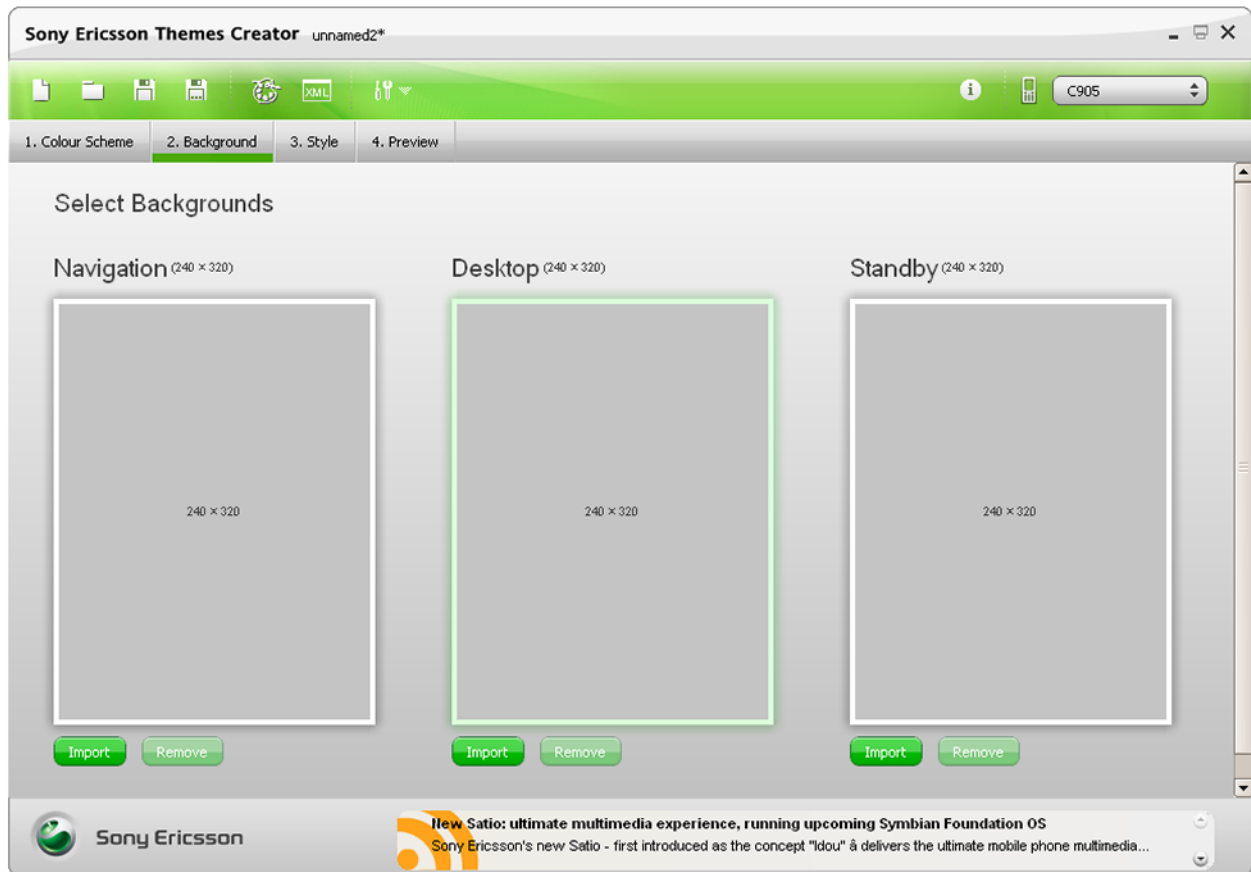 Sony Ericsson Themes Creator unnamed2*
XML
i
C905
1. Colour Scheme 2. Background 3. Style 4. Preview
Select Backgrounds
Navigation (240 × 320) Desktop (240 × 320) Standby (240 × 320)
240 × 320 240 × 320 240 × 320
Import Remove Import Remove Import Remove
Sony Ericsson
New Satio: ultimate multimedia experience, running upcoming Symbian Foundation OS
Sony Ericsson's new Satio - first introduced as the concept "Idou" â delivers the ultimate mobile phone multimedia...